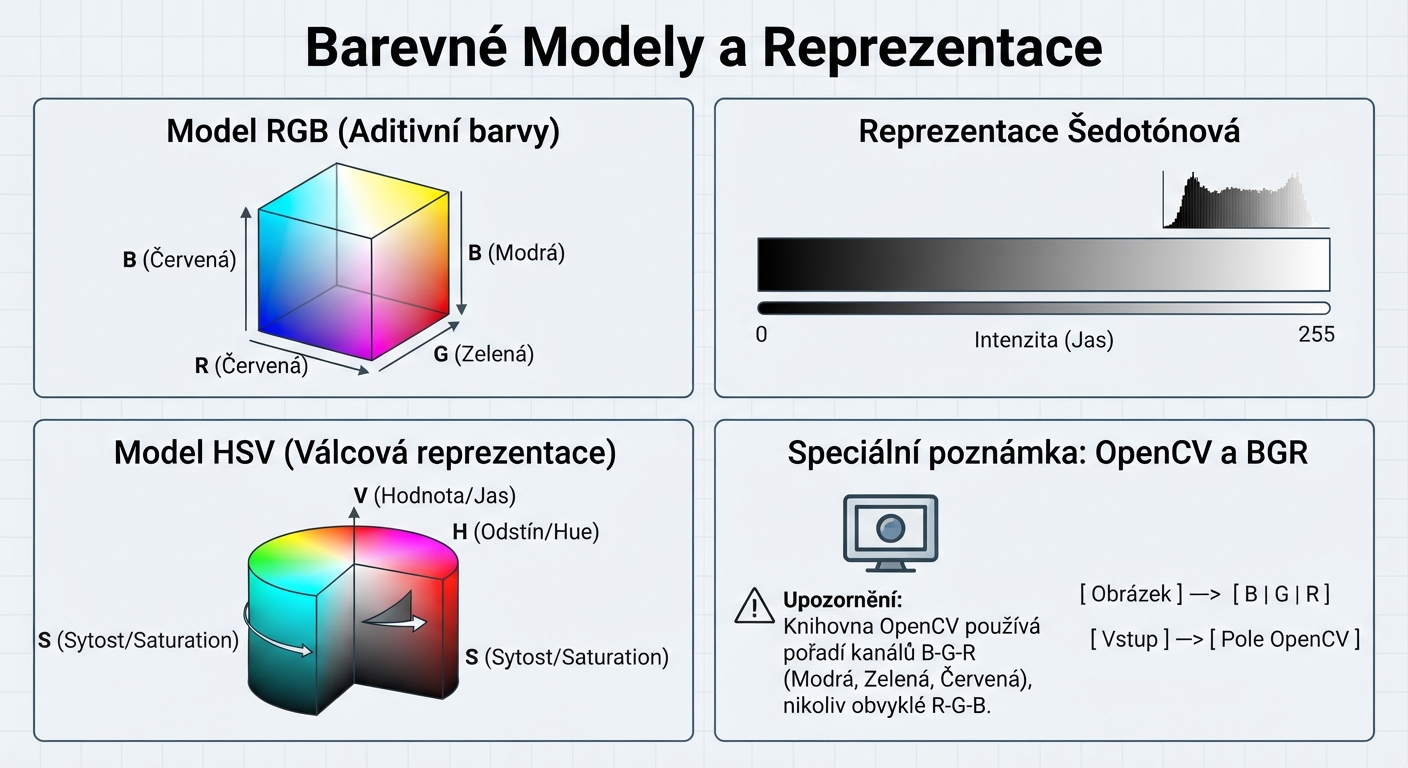 Barevné Modely a Reprezentace
Model RGB (Aditivní barvy)
B (Červená)
B (Modrá)
G (Zelená)
R (Červená)
Reprezentace Šedotónová
0
Intenzita (Jas)
255
Model HSV (Válcová reprezentace)
V (Hodnota/Jas)
H (Odstín/Hue)
S (Sytost/Saturation)
S (Sytost/Saturation)
Speciální poznámka: OpenCV a BGR
Upozornění:
Knihovna OpenCV používá
pořadí kanálů B-G-R
(Modrá, Zelená, Červená),
nikoliv obvyklé R-G-B.
[ Obrázek ] —> [ B | G | R ]
[ Vstup ] —> [ Pole OpenCV ]